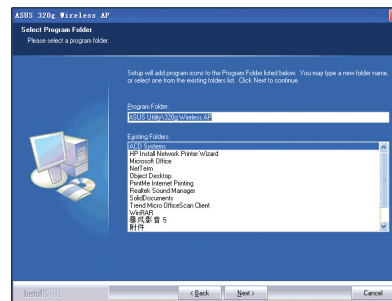 ASUS 320g Wireless AP
Select Program Folder
Please select a program folder.
Setup will add program icons to the Program Folder listed below. You may type a new folder name, or select one from the existing folders list. Click Next to continue.
Program Folder:
ASUS Utility\320g Wireless AP
Existing Folders:
ACD Systems
HP Install Network Printer Wizard
Microsoft Office
NetTerm
Object Desktop
PrintMe Internet Printing
Realtek Sound Manager
SolidDocuments
Trend Micro OfficeScan Client
WinRAR
暴风影音 5
附件
InstallShield
< Back
Next >
Cancel